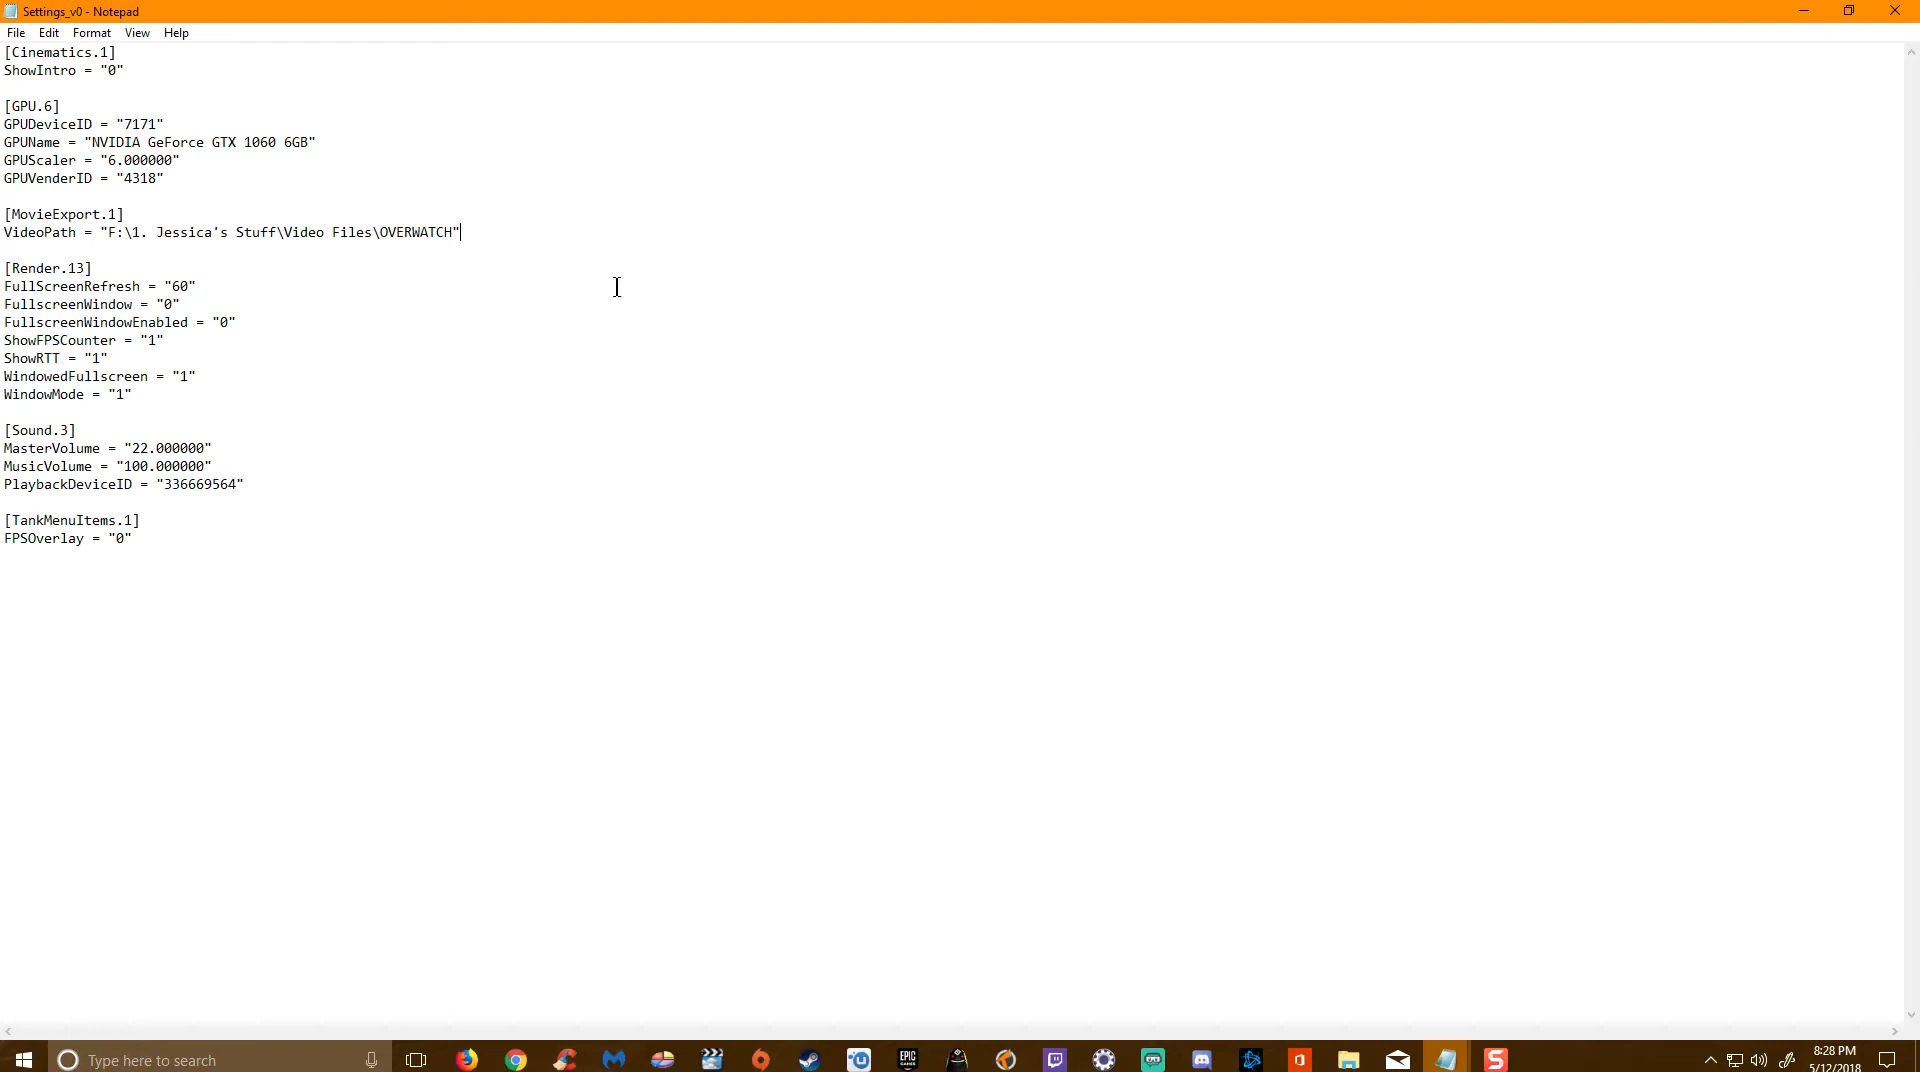 Settings_v0 - Notepad
File Edit Format View Help
[Cinematics.1]
ShowIntro = "0"
[GPU.6]
GPUDeviceID = "7171"
GPUName = "NVIDIA GeForce GTX 1060 6GB"
GPUScaler = "6.000000"
GPUVenderID = "4318"
[MovieExport.1]
VideoPath = "F:\1. Jessica's Stuff\Video Files\OVERWATCH"
[Render.13]
FullScreenRefresh = "60"
FullscreenWindow = "0"
FullscreenWindowEnabled = "0"
ShowFPSCounter = "1"
ShowRTT = "1"
WindowedFullscreen = "1"
WindowMode = "1"
[Sound.3]
MasterVolume = "22.000000"
MusicVolume = "100.000000"
PlaybackDeviceID = "336669564"
[TankMenuItems.1]
FPSOverlay = "0"
Type here to search
EPIC GAMES
8:28 PM
5/12/2018